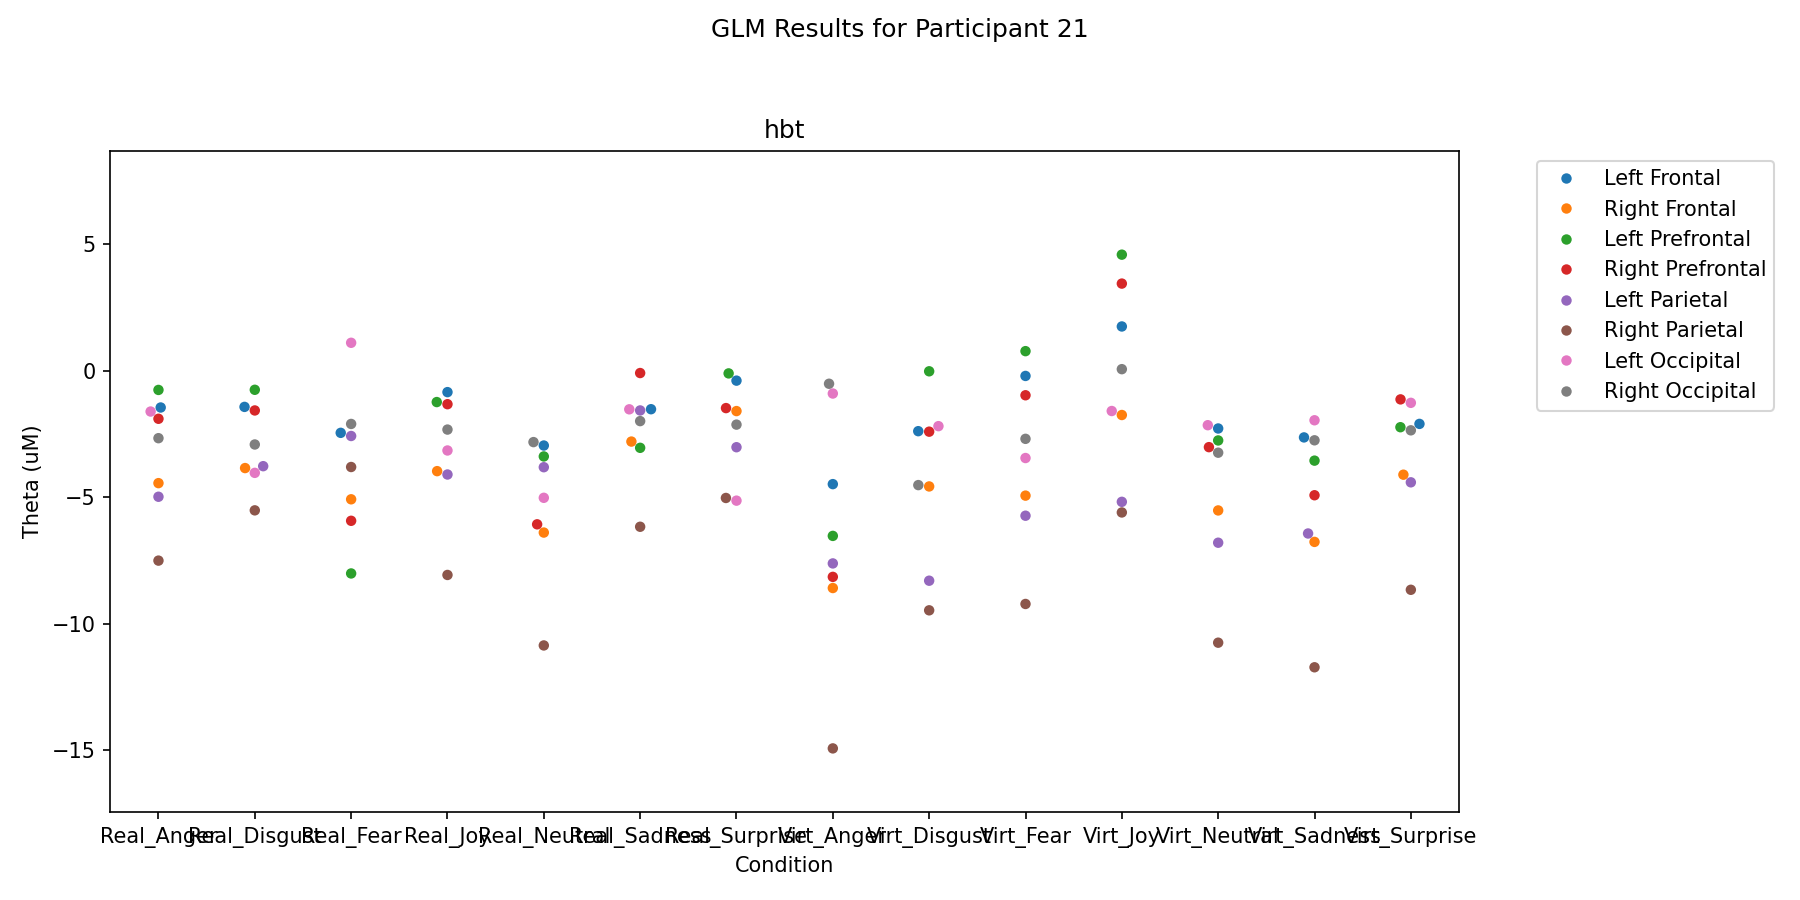 GLM Results for Participant 21
hbt
Theta (uM)
5
0
−5
−10
−15
Real_Anger
Real_Disgust
Real_Fear
Real_Joy
Real_Neutral
Real_Sadness
Real_Surprise
Virt_Anger
Virt_Disgust
Virt_Fear
Virt_Joy
Virt_Neutral
Virt_Sadness
Virt_Surprise
Condition
Left Frontal
Right Frontal
Left Prefrontal
Right Prefrontal
Left Parietal
Right Parietal
Left Occipital
Right Occipital